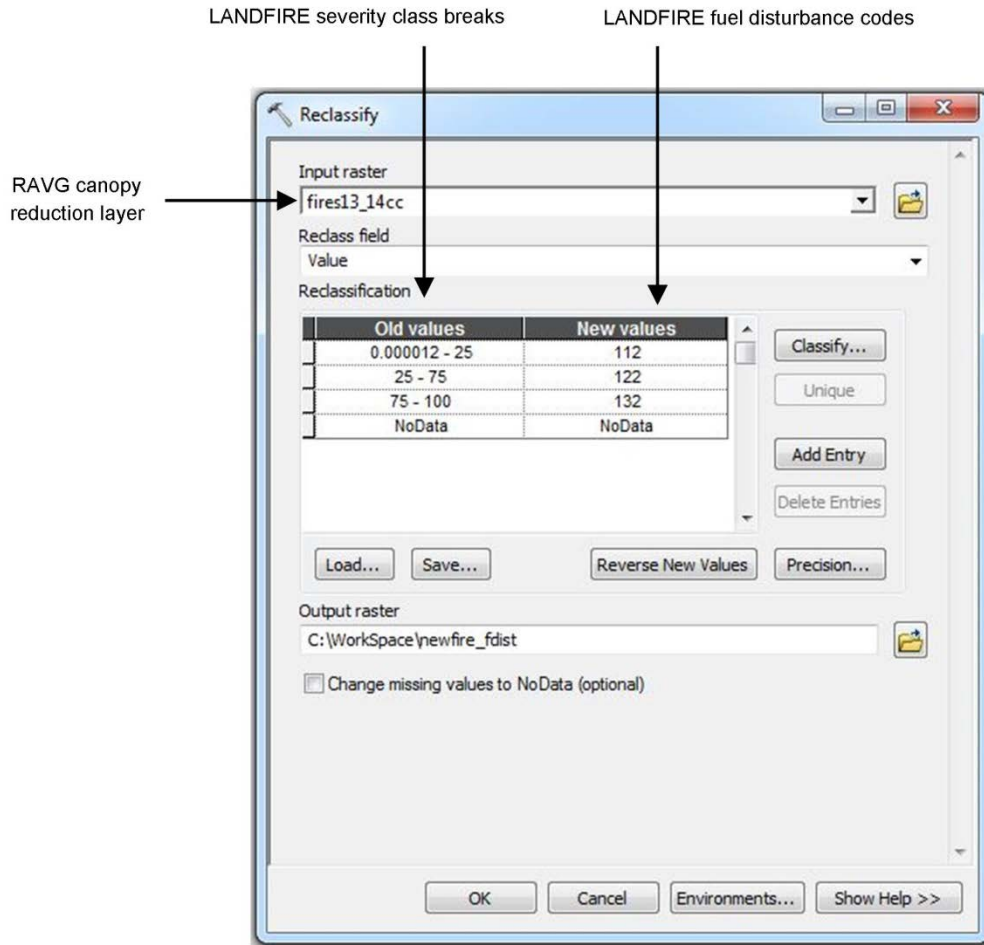 LANDFIRE severity class breaks
LANDFIRE fuel disturbance codes
Reclassify
Input raster
RAVG canopy
reduction layer
fires13_14cc
Reclass field
Value
Reclassification
Old values New values
0.000012 - 25 112
25 - 75 122
75 - 100 132
NoData NoData
Classify...
Unique
Add Entry
Delete Entries
Load... Save... Reverse New Values Precision...
Output raster
C:\WorkSpace\newfire_fdist
Change missing values to NoData (optional)
OK Cancel Environments... Show Help >>